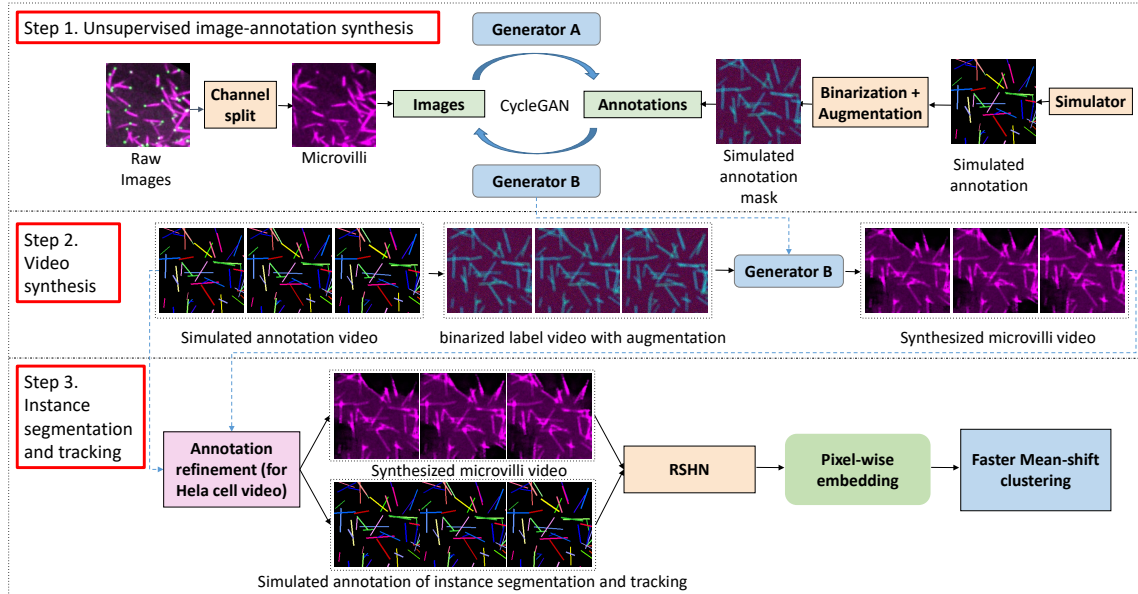 Step 1. Unsupervised image-annotation synthesis
Generator A
Channel
split
Images
CycleGAN
Annotations
Binarization +
Augmentation
Simulator
Raw
Images
Microvilli
Simulated
annotation
mask
Simulated
annotation
Generator B
Step 2.
Video
synthesis
Generator B
Simulated annotation video
binarized label video with augmentation
Synthesized microvilli video
Step 3.
Instance
segmentation
and tracking
Annotation
refinement (for
Hela cell video)
Synthesized microvilli video
Simulated annotation of instance segmentation and tracking
RSHN
Pixel-wise
embedding
Faster Mean-shift
clustering